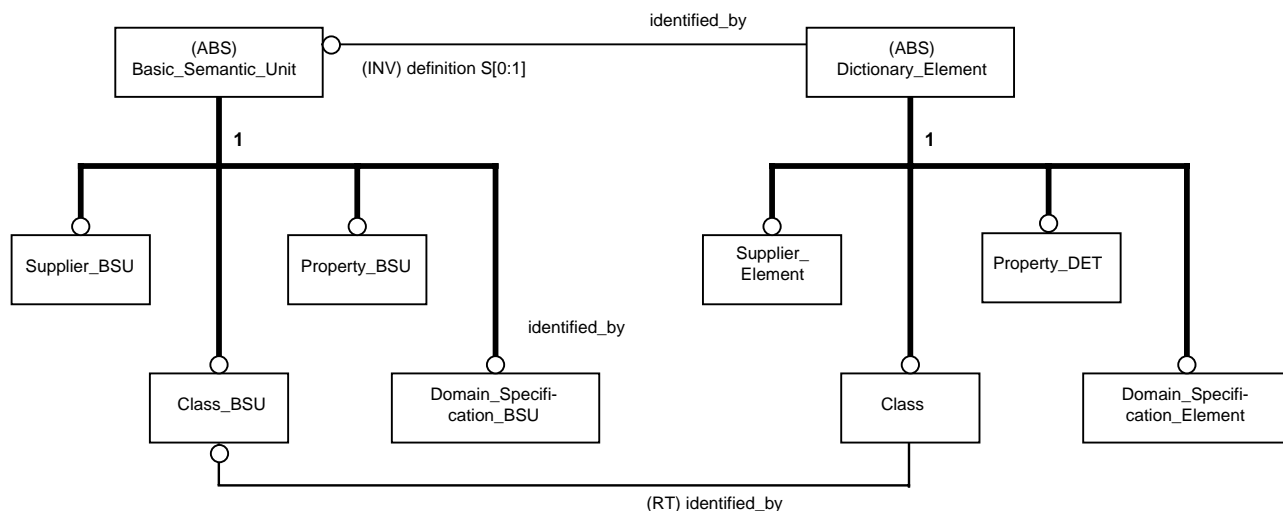 identified_by
(ABS)
Basic_Semantic_Unit
(INV) definition S[0:1]
(ABS)
Dictionary_Element
1
1
Supplier_BSU
Property_BSU
Supplier_
Element
Property_DET
identified_by
Class_BSU
Domain_Specifi-
cation_BSU
Class
Domain_Specifi-
cation_Element
(RT) identified_by